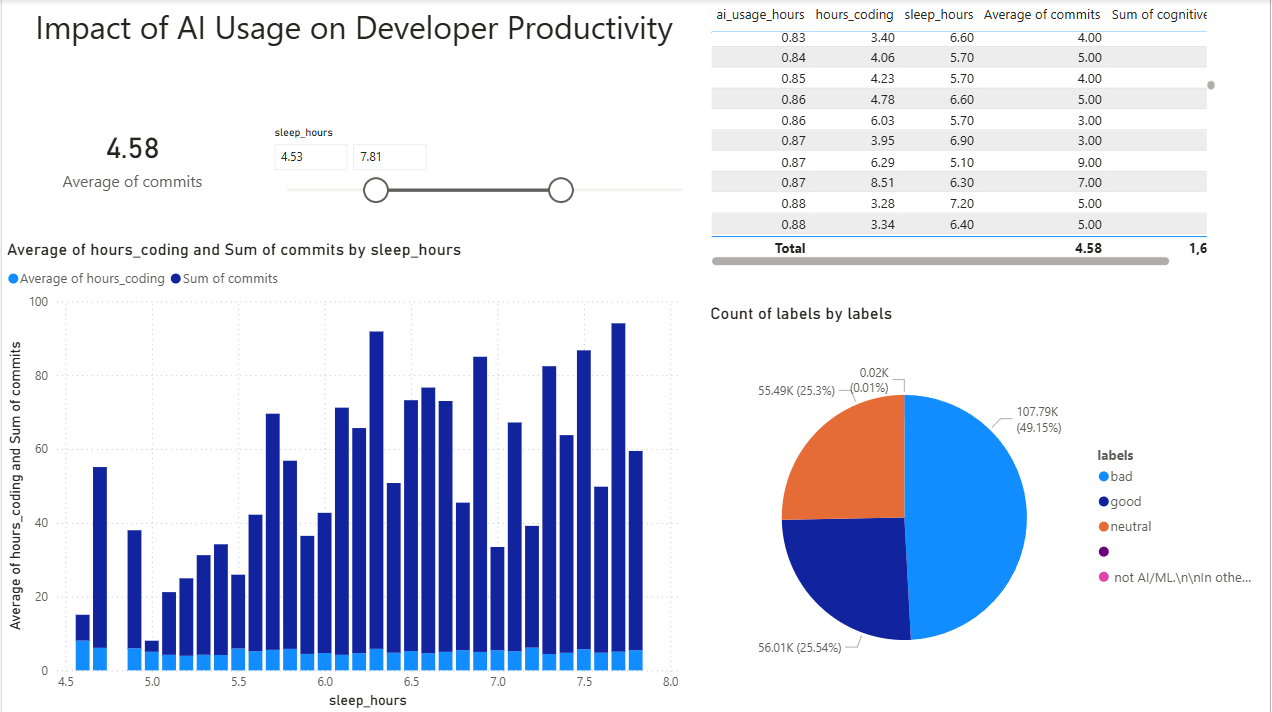 Impact of AI Usage on Developer Productivity
4.58
Average of commits
sleep_hours
4.53 7.81
ai_usage_hours hours_coding sleep_hours Average of commits Sum of cognitive
0.83 3.40 6.60 4.00
0.84 4.06 5.70 5.00
0.85 4.23 5.70 4.00
0.86 4.78 6.60 5.00
0.86 6.03 5.70 3.00
0.87 3.95 6.90 3.00
0.87 6.29 5.10 9.00
0.87 8.51 6.30 7.00
0.88 3.28 7.20 5.00
0.88 3.34 6.40 5.00
Total 4.58 1,6
Average of hours_coding and Sum of commits by sleep_hours
Average of hours_coding Sum of commits
Average of hours_coding and Sum of commits
100
80
60
40
20
0
4.5 5.0 5.5 6.0 6.5 7.0 7.5 8.0
sleep_hours
Count of labels by labels
0.02K
(0.01%)
55.49K (25.3%)
107.79K
(49.15%)
56.01K (25.54%)
labels
bad
good
neutral
not AI/ML.\n\nIn othe...